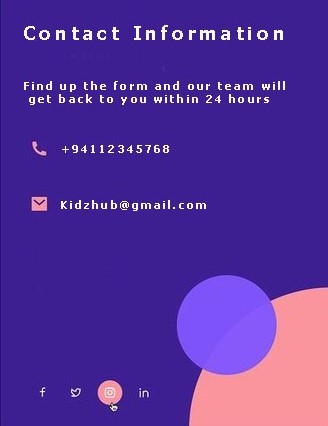 Contact Information
Find up the form and our team will
get back to you within 24 hours
+94112345768
Kidzhub@gmail.com